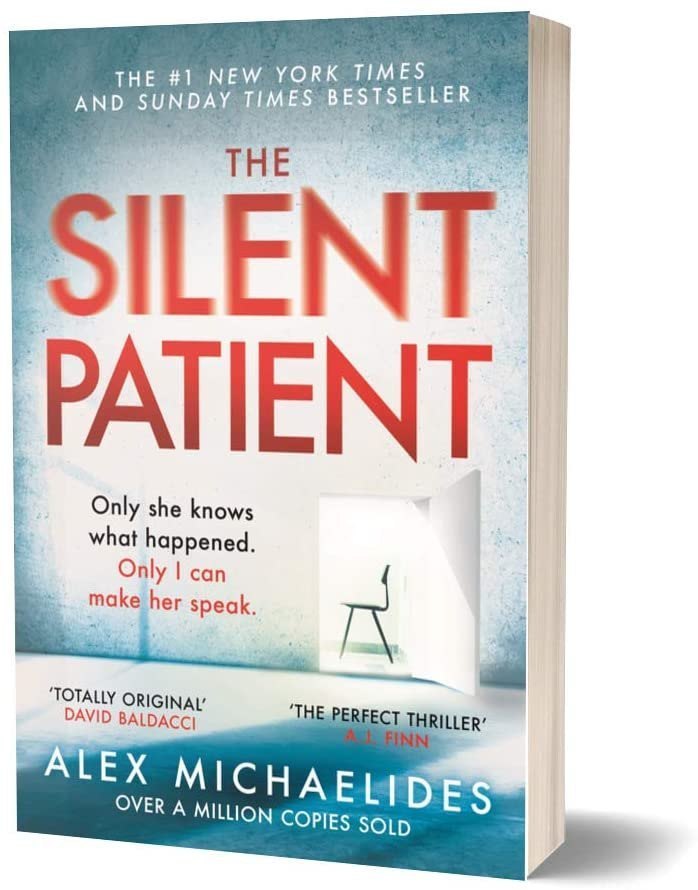 THE #1 NEW YORK TIMES
AND SUNDAY TIMES BESTSELLER
THE
SILENT
PATIENT
Only she knows
what happened.
Only I can
make her speak.
'TOTALLY ORIGINAL'
DAVID BALDACCI
'THE PERFECT THRILLER'
A.J. FINN
ALEX MICHAELIDES
OVER A MILLION COPIES SOLD